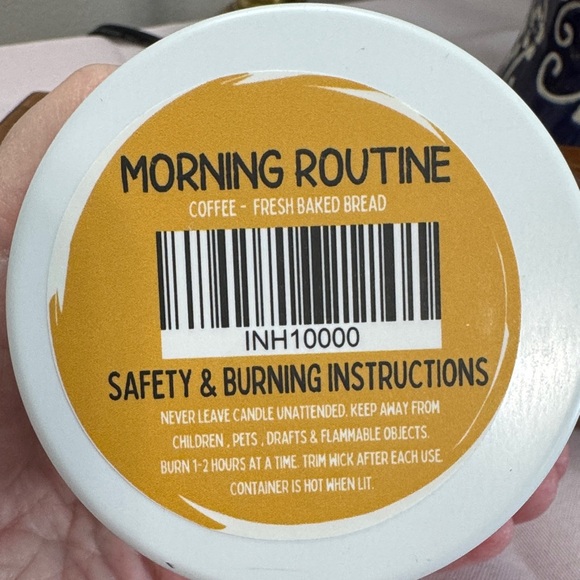 MORNING ROUTINE
COFFEE - FRESH BAKED BREAD
INH10000
SAFETY & BURNING INSTRUCTIONS
NEVER LEAVE CANDLE UNATTENDED. KEEP AWAY FROM
CHILDREN , PETS , DRAFTS & FLAMMABLE OBJECTS.
BURN 1-2 HOURS AT A TIME. TRIM WICK AFTER EACH USE.
CONTAINER IS HOT WHEN LIT.